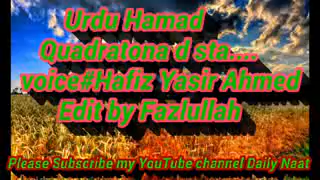 Urdu Hamad
Quadratona d sta....
voice#Hafiz Yasir Ahmed
Edit by Fazlullah
Please Subscribe my YouTube channel Daily Naat